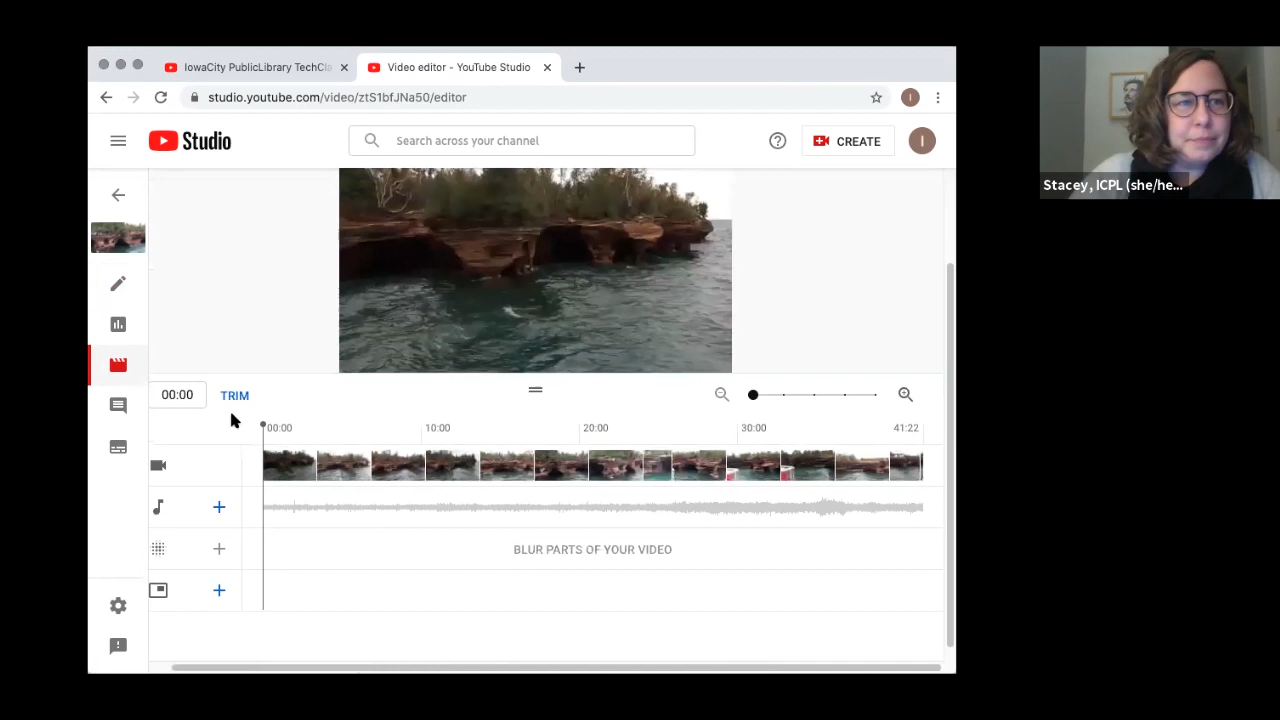 IowaCity PublicLibrary TechCla
Video editor - YouTube Studio
studio.youtube.com/video/ztS1bfJNa50/editor
I
Studio
Search across your channel
CREATE
I
Stacey, ICPL (she/he...
00:00
TRIM
00:00
10:00
20:00
30:00
41:22
BLUR PARTS OF YOUR VIDEO